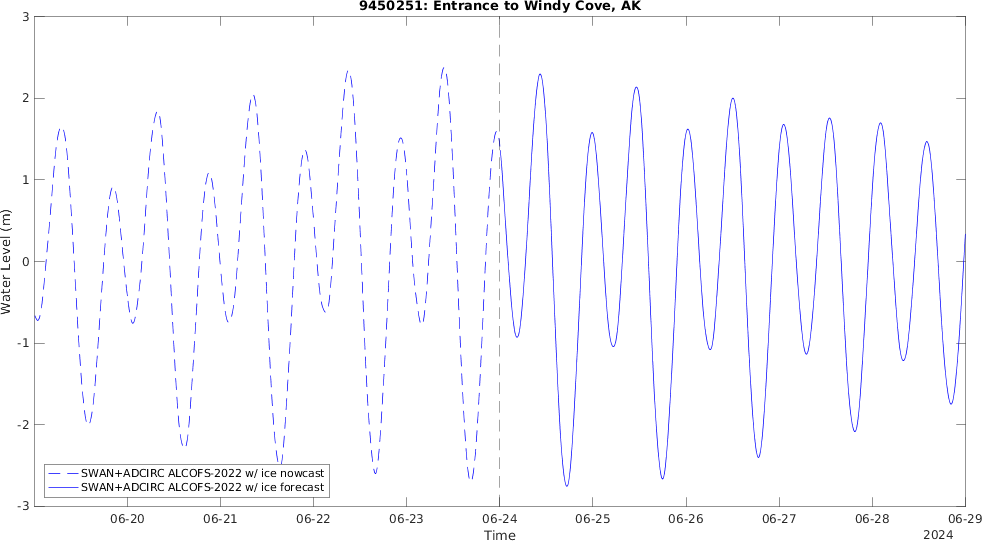 9450251: Entrance to Windy Cove, AK
3
2
1
0
-1
-2
-3
Water Level (m)
SWAN+ADCIRC ALCOFS-2022 w/ ice nowcast
SWAN+ADCIRC ALCOFS-2022 w/ ice forecast
06-20 06-21 06-22 06-23 06-24 06-25 06-26 06-27 06-28 06-29
Time
2024